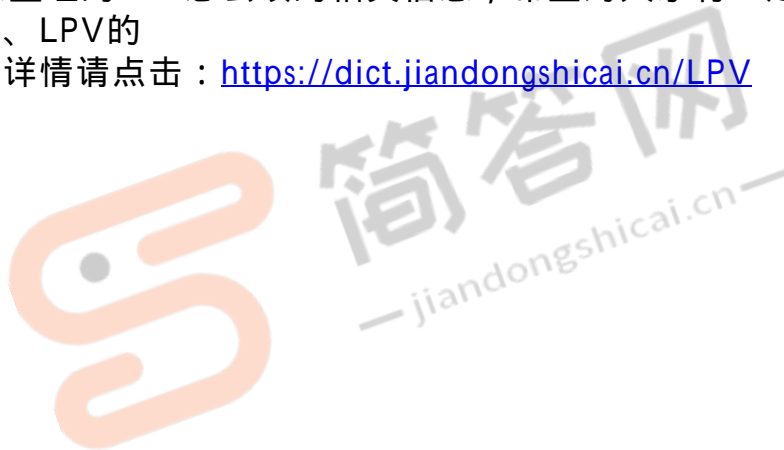 、LPV的
详情请点击：https://dict.jiandongshicai.cn/LPV
简答网
jiandongshicai.cn